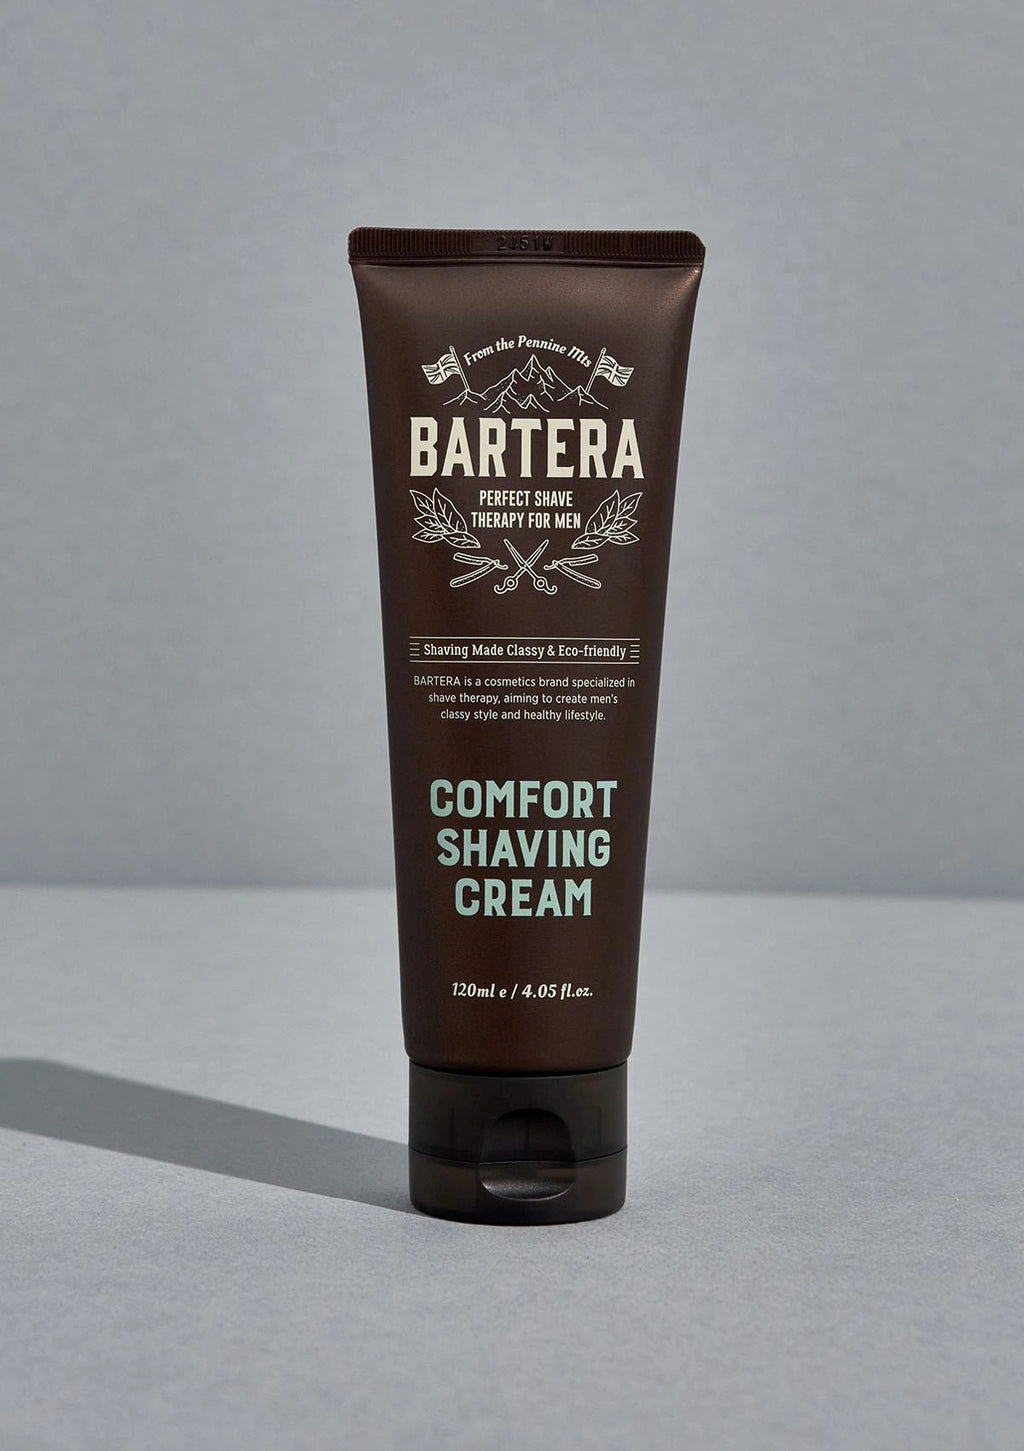 2451W
From the Pennine Mts
BARTERA
PERFECT SHAVE
THERAPY FOR MEN
Shaving Made Classy & Eco-friendly
BARTERA is a cosmetics brand specialized in
shave therapy, aiming to create men's
classy style and healthy lifestyle.
COMFORT
SHAVING
CREAM
120ml e / 4.05 fl.oz.